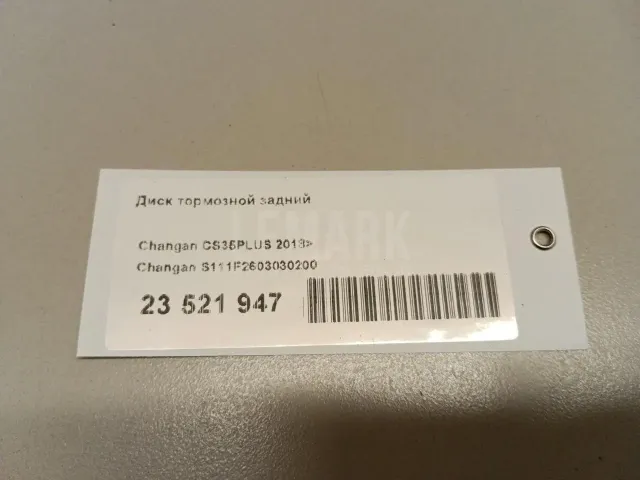 Диск тормозной задний
Changan CS35PLUS 2018>
Changan S111F2603030200
23 521 947